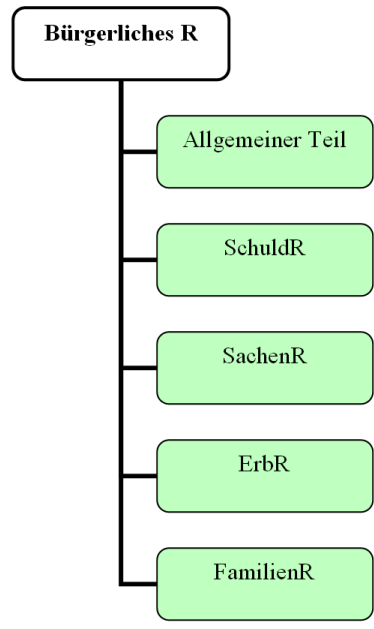 Bürgerliches R
Allgemeiner Teil
SchuldR
SachenR
ErbR
FamilienR